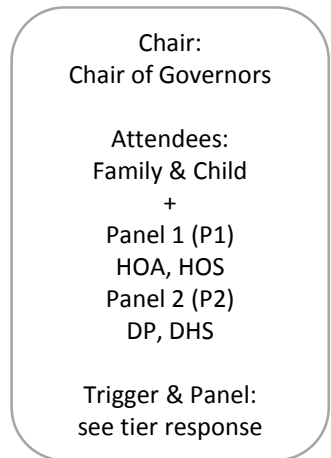 Chair:
Chair of Governors
Attendees:
Family & Child
+
Panel 1 (P1)
HOA, HOS
Panel 2 (P2)
DP, DHS
Trigger & Panel:
see tier response